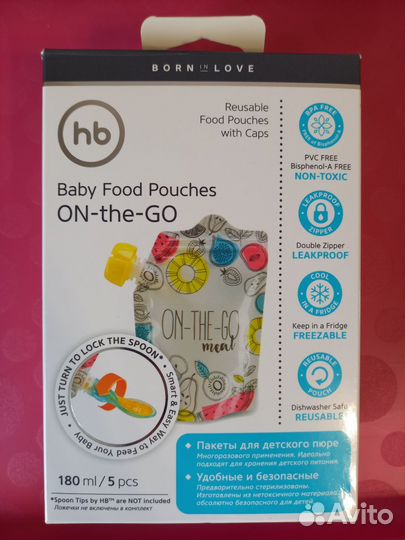 BORN IN LOVE
hb
Reusable
Food Pouches
with Caps
Baby Food Pouches
ON-the-GO
BPA FREE
FREE of Bisphenol-A
PVC FREE
Bisphenol-A FREE
NON-TOXIC
LEAKPROOF
ZIPPER
Double Zipper
LEAKPROOF
COOL
IN A FRIDGE
Keep in a Fridge
FREEZABLE
REUSABLE
POUCH
Dishwasher Safe
REUSABLE
ON-THE-GO
meal
JUST TURN TO LOCK THE SPOON*
Smart & Easy Way to Feed Your Baby
180 ml/5 pcs
*Spoon Tips by HB™ are NOT included
Ложечки не включены в комплект
Пакеты для детского пюре
Многоразового применения. Идеально
подходят для хранения детского питания.
Удобные и безопасные
Предварительно стерилизованы.
Изготовлены из нетоксичного материала,
абсолютно безопасного для детей
Avito